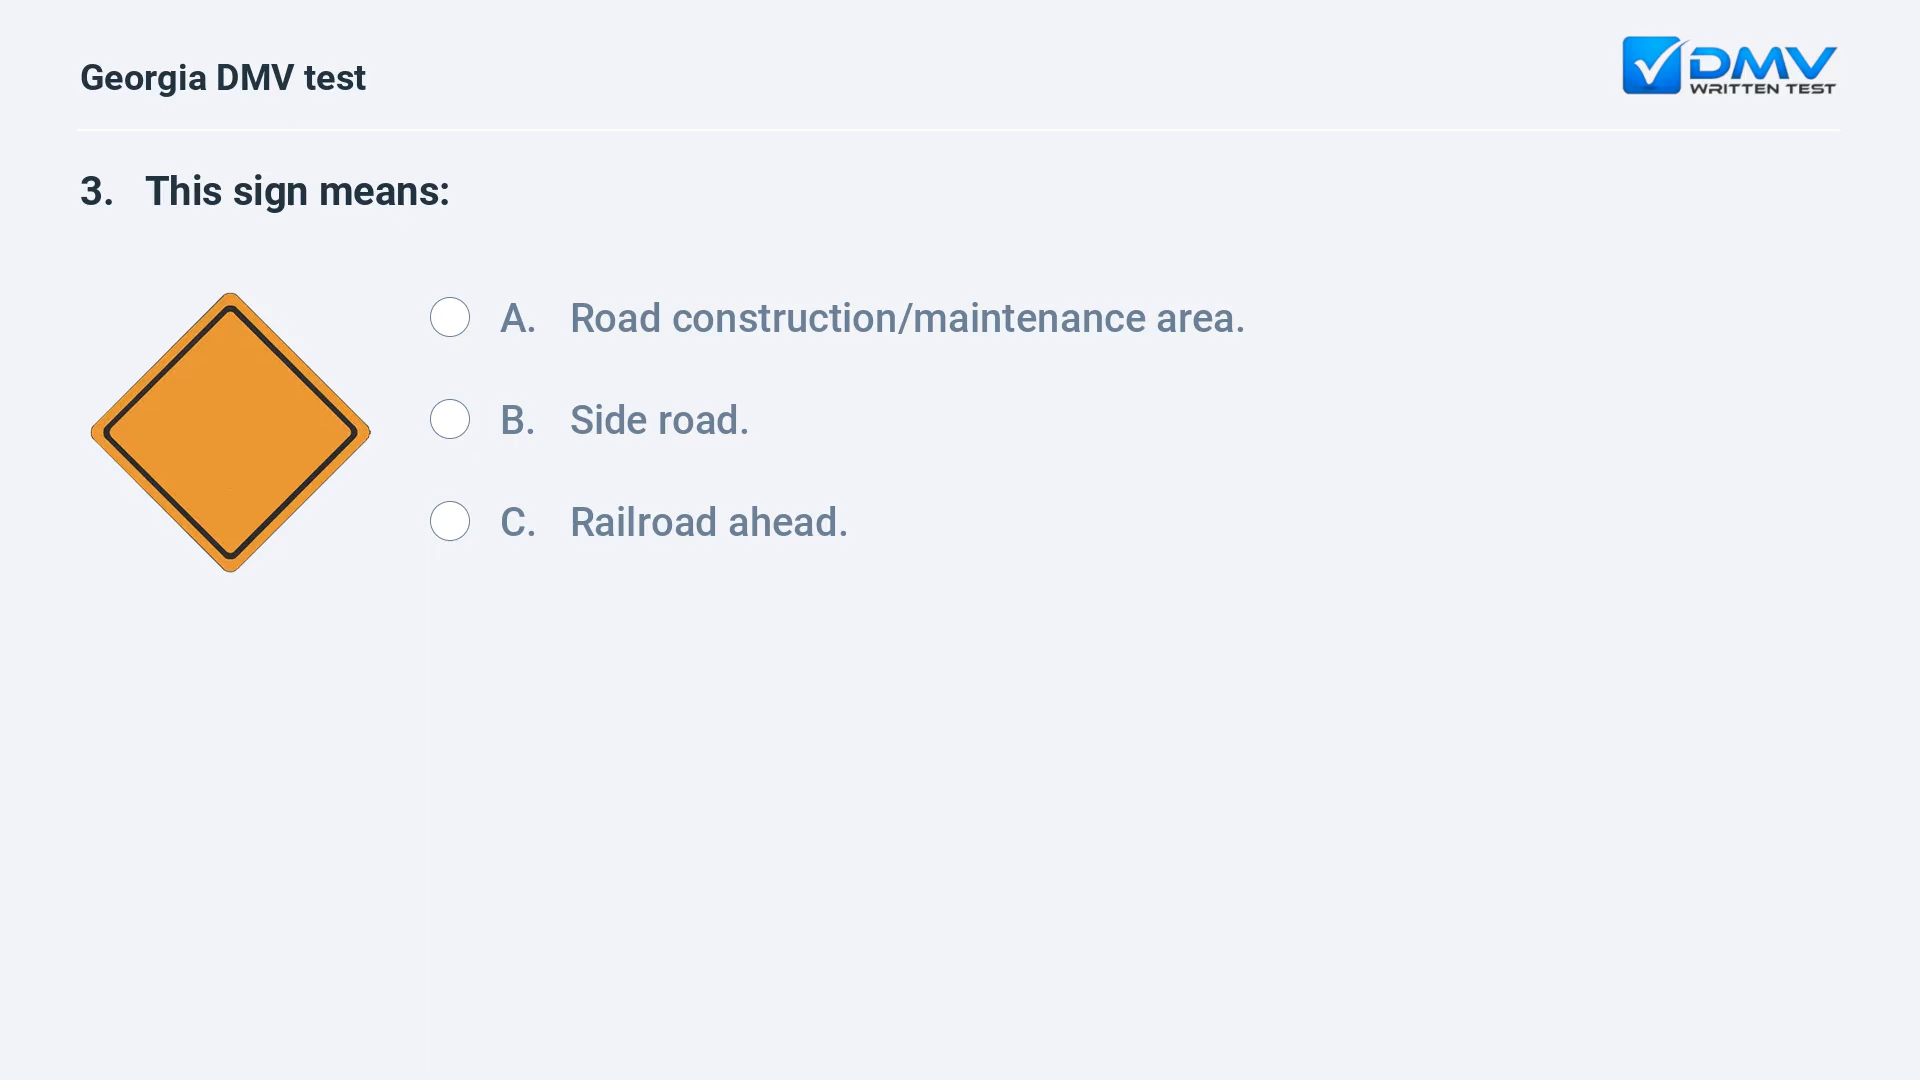 Georgia DMV test
DMV
WRITTEN TEST
3. This sign means:
A. Road construction/maintenance area.
B. Side road.
C. Railroad ahead.